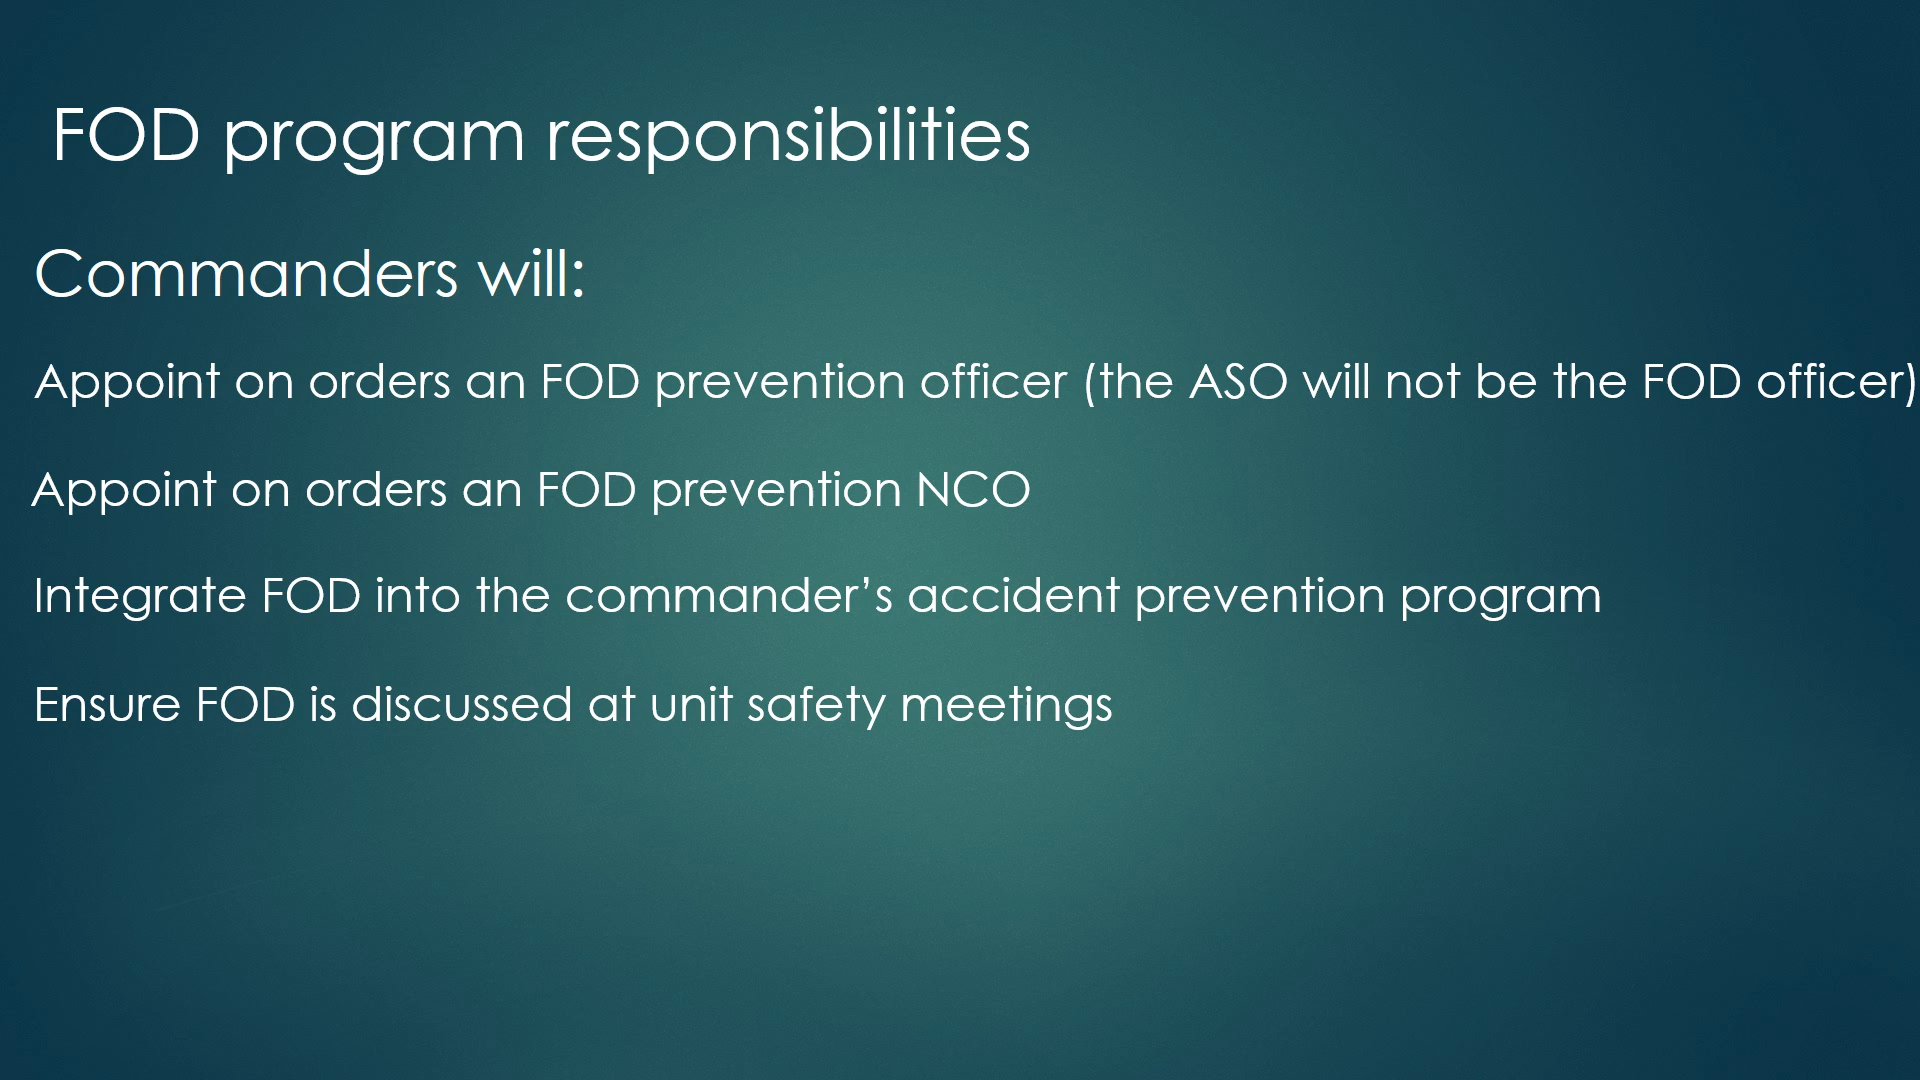 FOD program responsibilities
Commanders will:
Appoint on orders an FOD prevention officer (the ASO will not be the FOD officer)
Appoint on orders an FOD prevention NCO
Integrate FOD into the commander’s accident prevention program
Ensure FOD is discussed at unit safety meetings